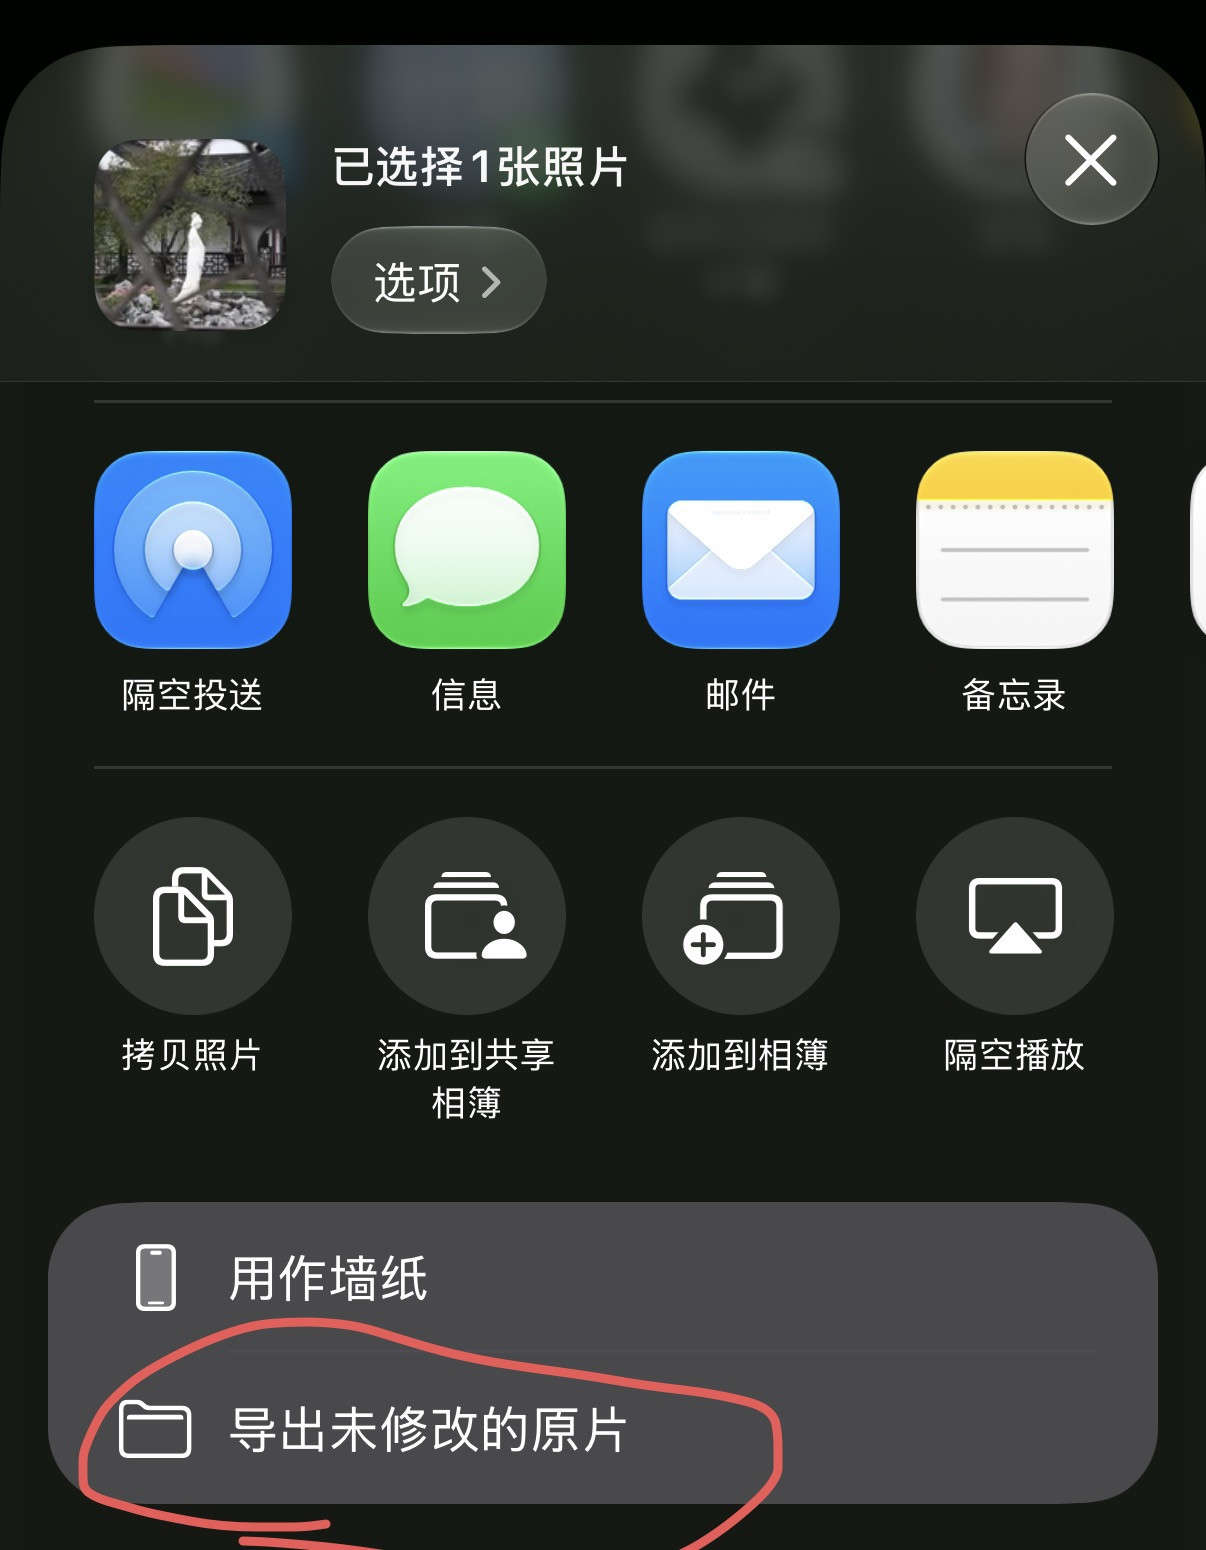 已选择1张照片
选项
隔空投送
信息
邮件
备忘录
拷贝照片
添加到共享
相簿
添加到相簿
隔空播放
用作墙纸
导出未修改的原片